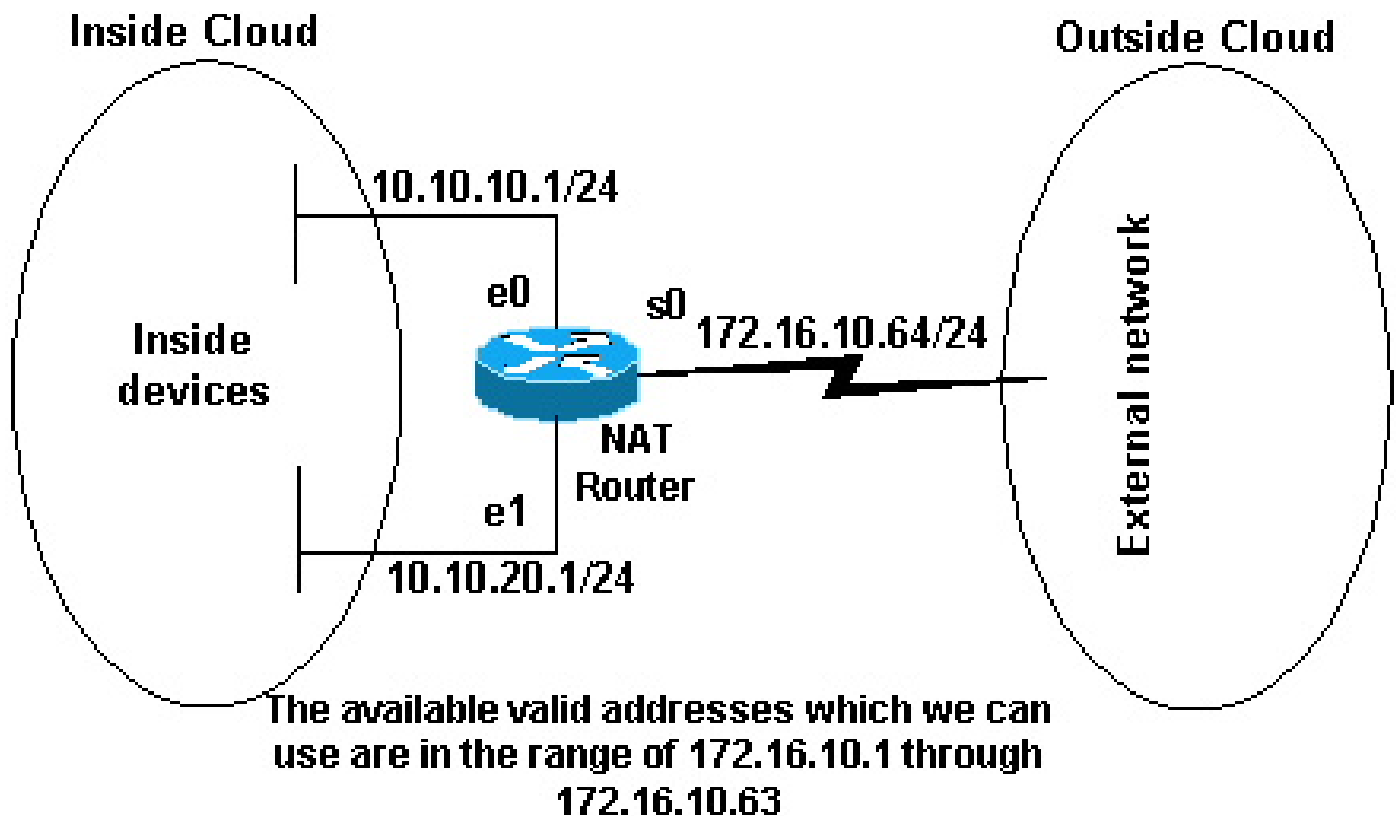 Inside Cloud
Outside Cloud
10.10.10.1/24
e0
s0
172.16.10.64/24
Inside
devices
External network
NAT
Router
e1
10.10.20.1/24
The available valid addresses which we can
use are in the range of 172.16.10.1 through
172.16.10.63